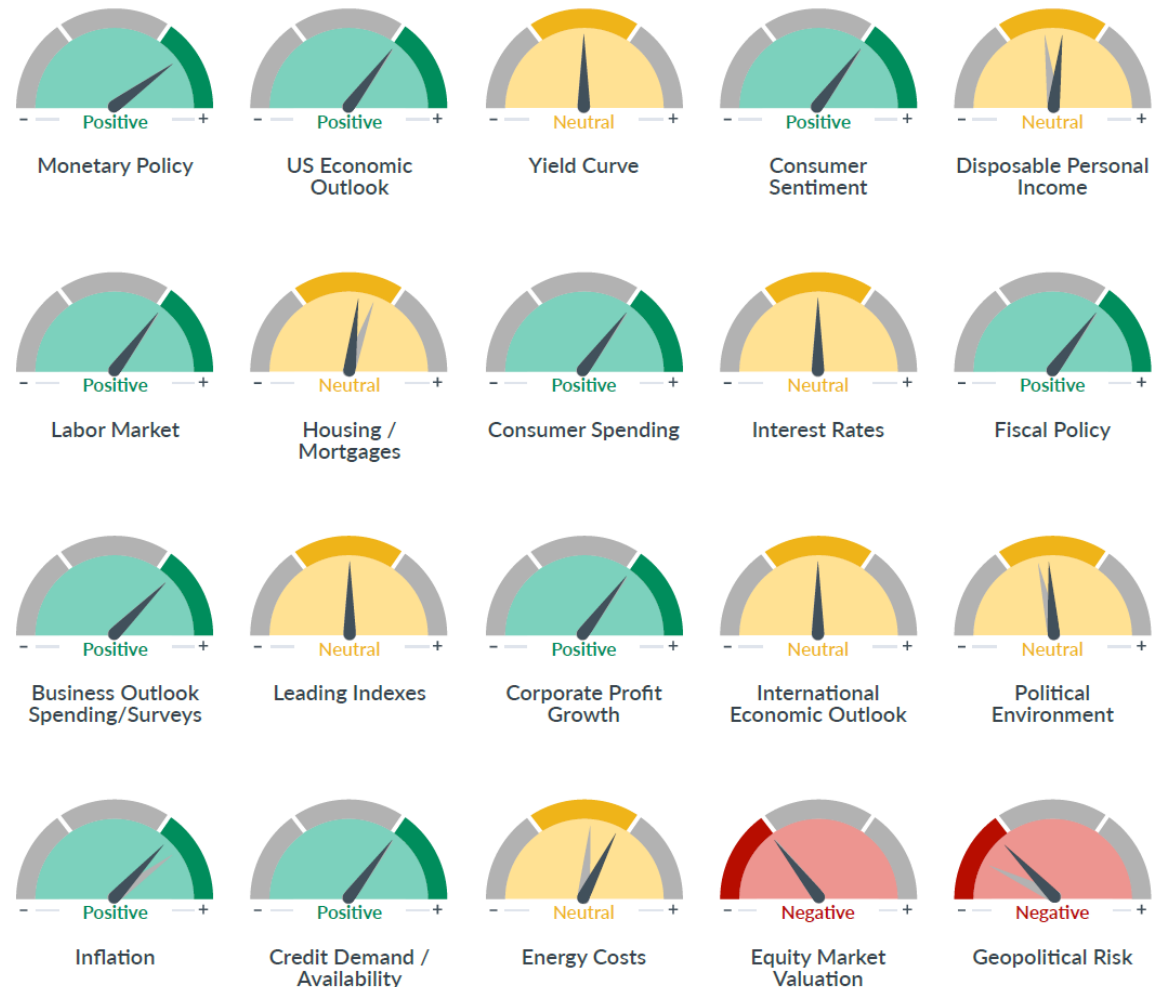 - Positive +
- Positive +
- Neutral +
- Positive +
- Neutral +
Monetary Policy
US Economic
Outlook
Yield Curve
Consumer
Sentiment
Disposable Personal
Income
- Positive +
- Neutral +
- Positive +
- Neutral +
- Positive +
Labor Market
Housing /
Mortgages
Consumer Spending
Interest Rates
Fiscal Policy
- Positive +
- Neutral +
- Positive +
- Neutral +
- Neutral +
Business Outlook
Spending/Surveys
Leading Indexes
Corporate Profit
Growth
International
Economic Outlook
Political
Environment
- Positive +
- Positive +
- Neutral +
- Negative +
- Negative +
Inflation
Credit Demand /
Availability
Energy Costs
Equity Market
Valuation
Geopolitical Risk